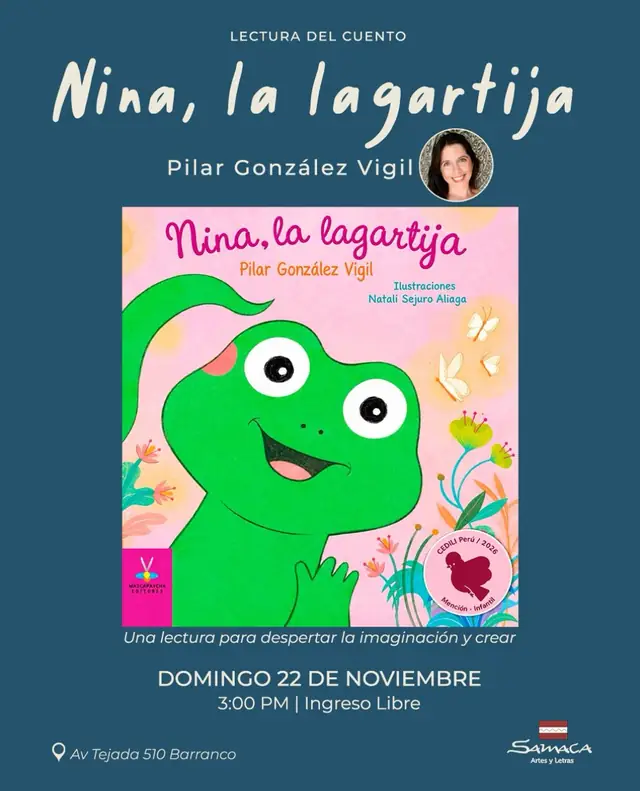 LECTURA DEL CUENTO
Nina, la lagartija
Pilar González Vigil
Nina, la lagartija
Pilar González Vigil
Ilustraciones
Natali Sejuro Aliaga
MASCAPAYCHA
EDITORES
CEDILI Perú / 2026
Mención - Infantil
Una lectura para despertar la imaginación y crear
DOMINGO 22 DE NOVIEMBRE
3:00 PM | Ingreso Libre
Av Tejada 510 Barranco
SAMACA
Artes y Letras